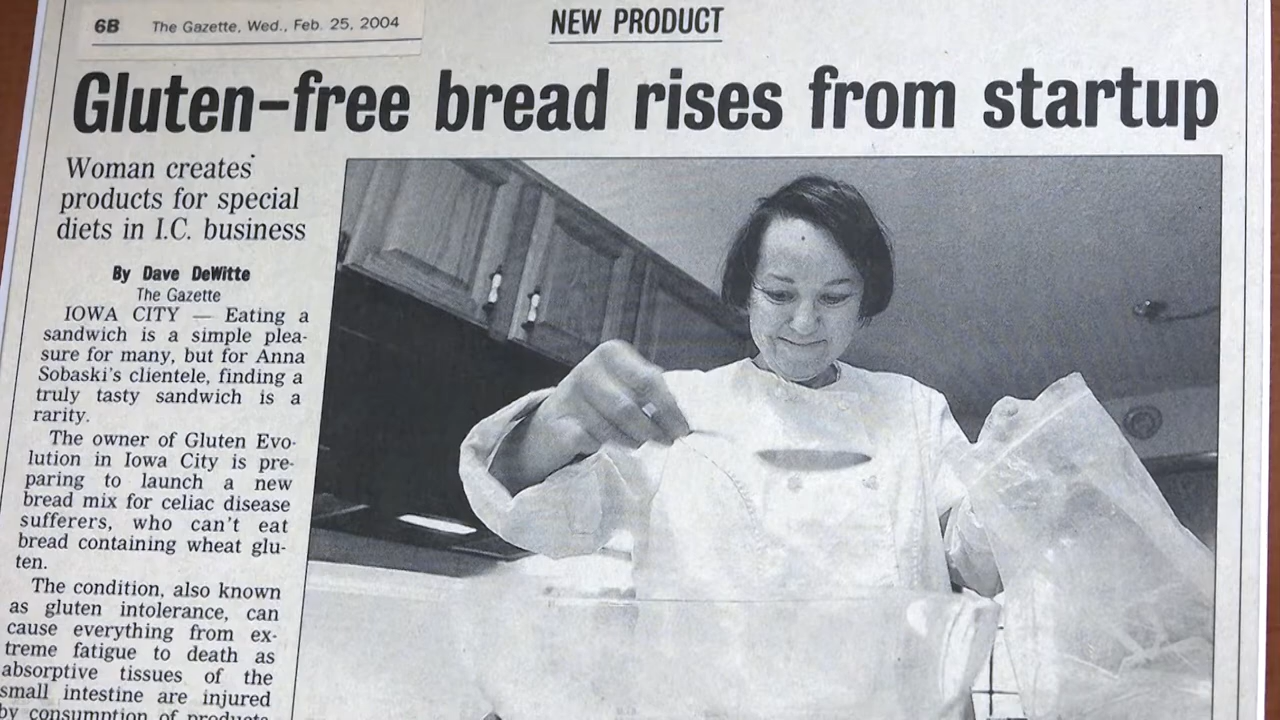 6B The Gazette, Wed., Feb. 25, 2004
NEW PRODUCT
Gluten-free bread rises from startup
Woman creates
products for special
diets in I.C. business
By Dave DeWitte
The Gazette
IOWA CITY — Eating a
sandwich is a simple plea-
sure for many, but for Anna
Sobaski's clientele, finding a
truly tasty sandwich is a
rarity.
The owner of Gluten Evo-
lution in Iowa City is pre-
paring to launch a new
bread mix for celiac disease
sufferers, who can't eat
bread containing wheat glu-
ten.
The condition, also known
as gluten intolerance, can
cause everything from ex-
treme fatigue to death as
absorptive tissues of the
small intestine are injured
by consumption of products